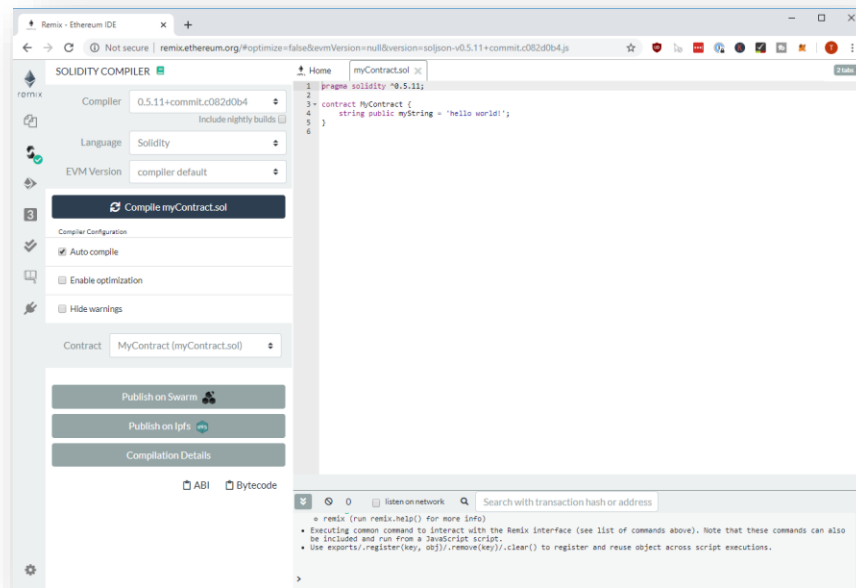 Remix - Ethereum IDE
Not secure | remix.ethereum.org/#optimize=false&evmVersion=null&version=soljson-v0.5.11+commit.c082d0b4.js
remix
SOLIDITY COMPILER
Compiler 0.5.11+commit.c082d0b4
Include nightly builds
Language Solidity
EVM Version compiler default
Compile myContract.sol
Compiler Configuration
Auto compile
Enable optimization
Hide warnings
Contract MyContract (myContract.sol)
Publish on Swarm
Publish on Ipfs
Compilation Details
ABI Bytecode
Home myContract.sol 2 tabs
1 pragma solidity ^0.5.11;
2
3 contract MyContract {
4 string public myString = 'hello world!';
5 }
6
0 listen on network Search with transaction hash or address
remix (run remix.help() for more info)
Executing common command to interact with the Remix interface (see list of commands above). Note that these commands can also
be included and run from a JavaScript script.
Use exports/.register(key, obj)/.remove(key)/.clear() to register and reuse object across script executions.
>